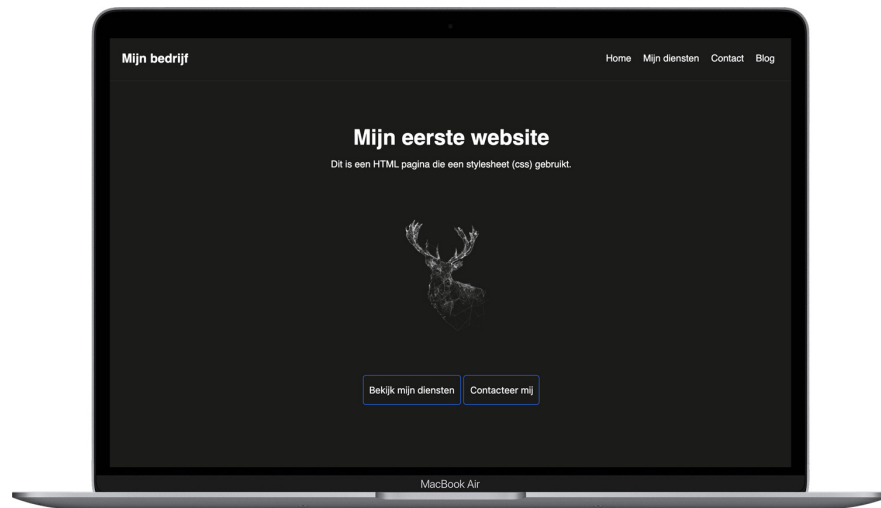 Mijn bedrijf
Home Mijn diensten Contact Blog
Mijn eerste website
Dit is een HTML pagina die een stylesheet (css) gebruikt.
Bekijk mijn diensten Contacteer mij
MacBook Air